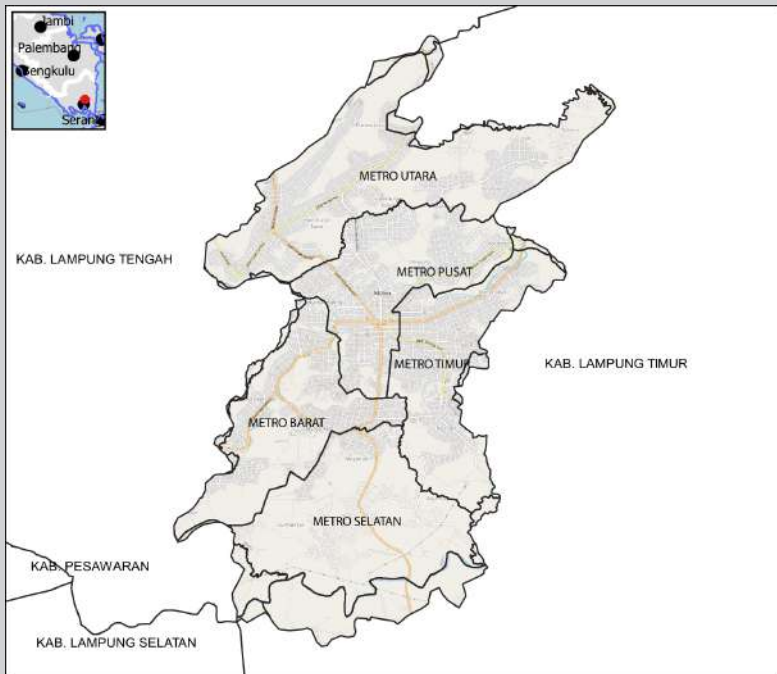 Jambi
Palembang
Bengkulu
Serang
METRO UTARA
KAB. LAMPUNG TENGAH
METRO PUSAT
METRO TIMUR
KAB. LAMPUNG TIMUR
METRO BARAT
METRO SELATAN
KAB. PESAWARAN
KAB. LAMPUNG SELATAN